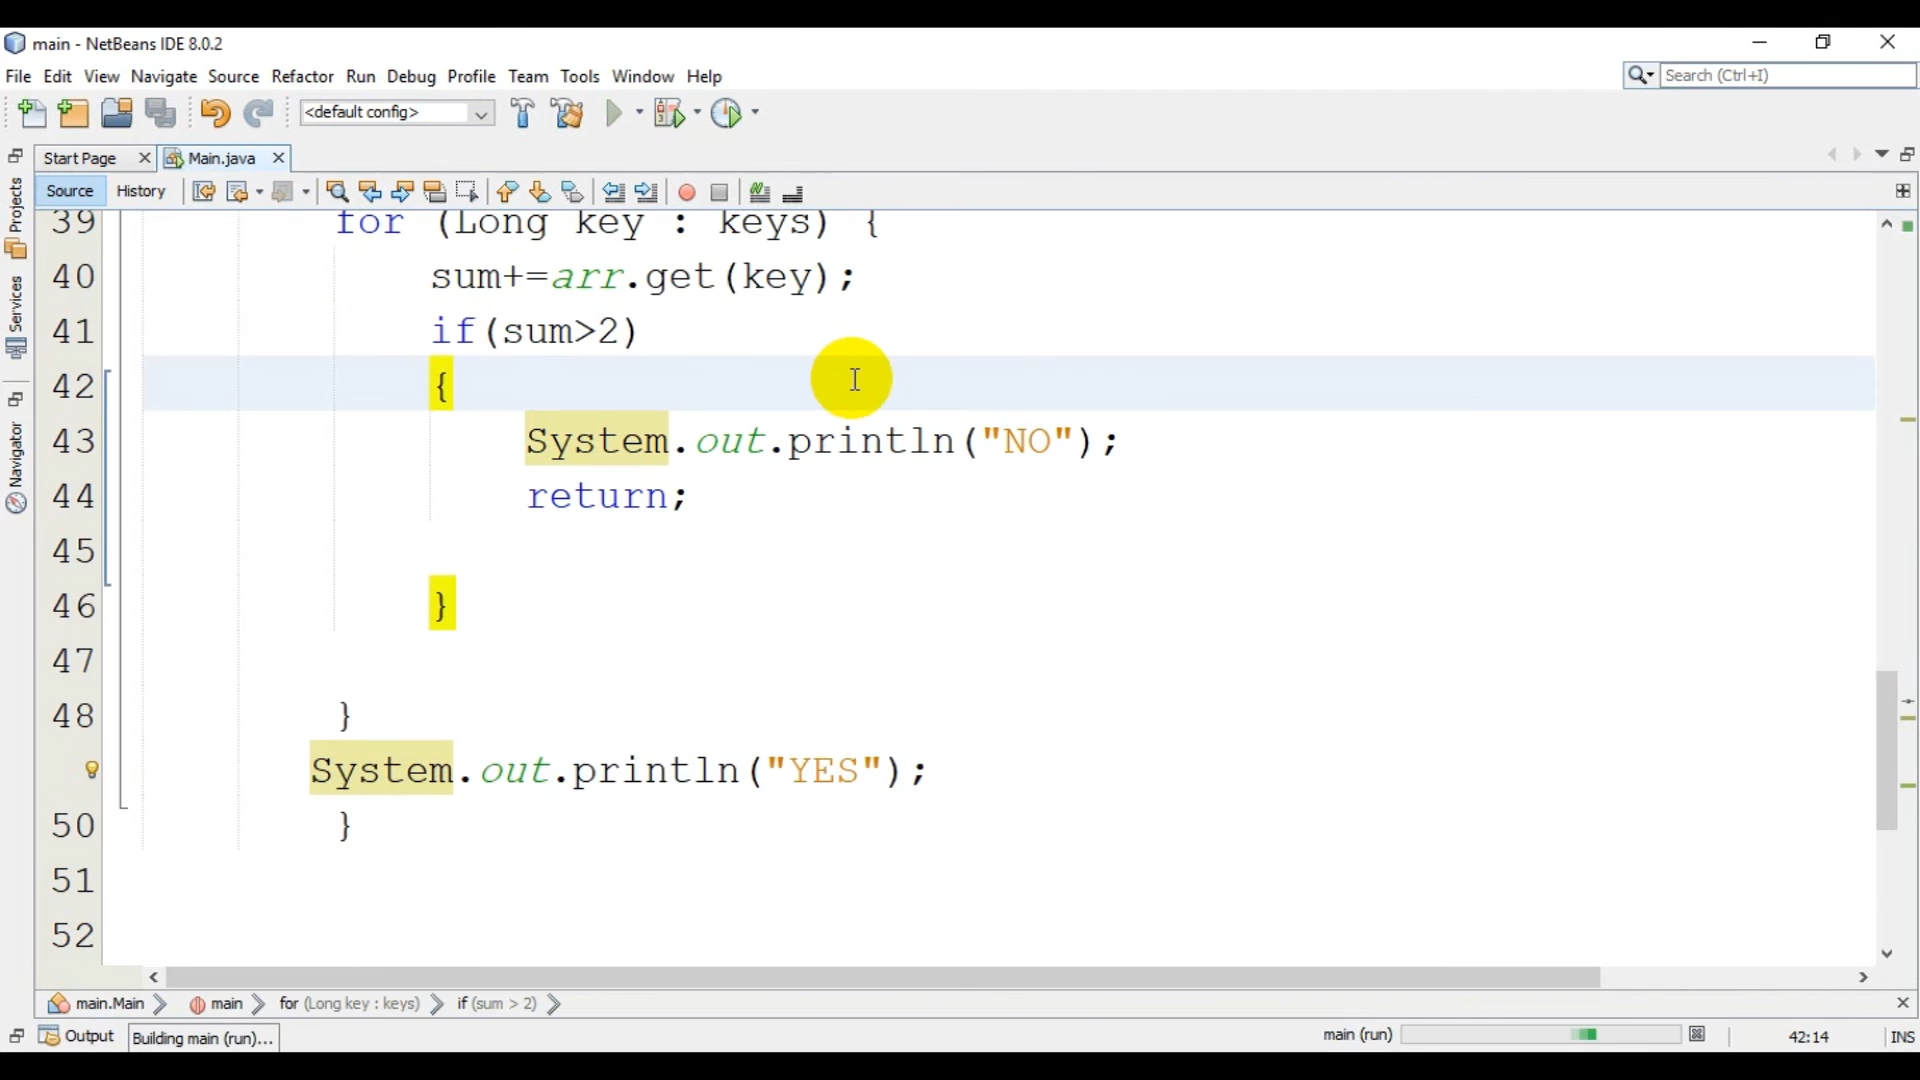 main - NetBeans IDE 8.0.2
File Edit View Navigate Source Refactor Run Debug Profile Team Tools Window Help
Search (Ctrl+I)
<default config>
Start Page Main.java
Source History
Projects
Services
Navigator
39 for (Long key : keys) {
40 sum+=arr.get(key);
41 if(sum>2)
42 {
43 System.out.println("NO");
44 return;
45
46 }
47
48 }
System.out.println("YES");
50 }
51
52
main.Main main for (Long key : keys) if (sum > 2)
Output Building main (run)... main (run) 42:14 INS